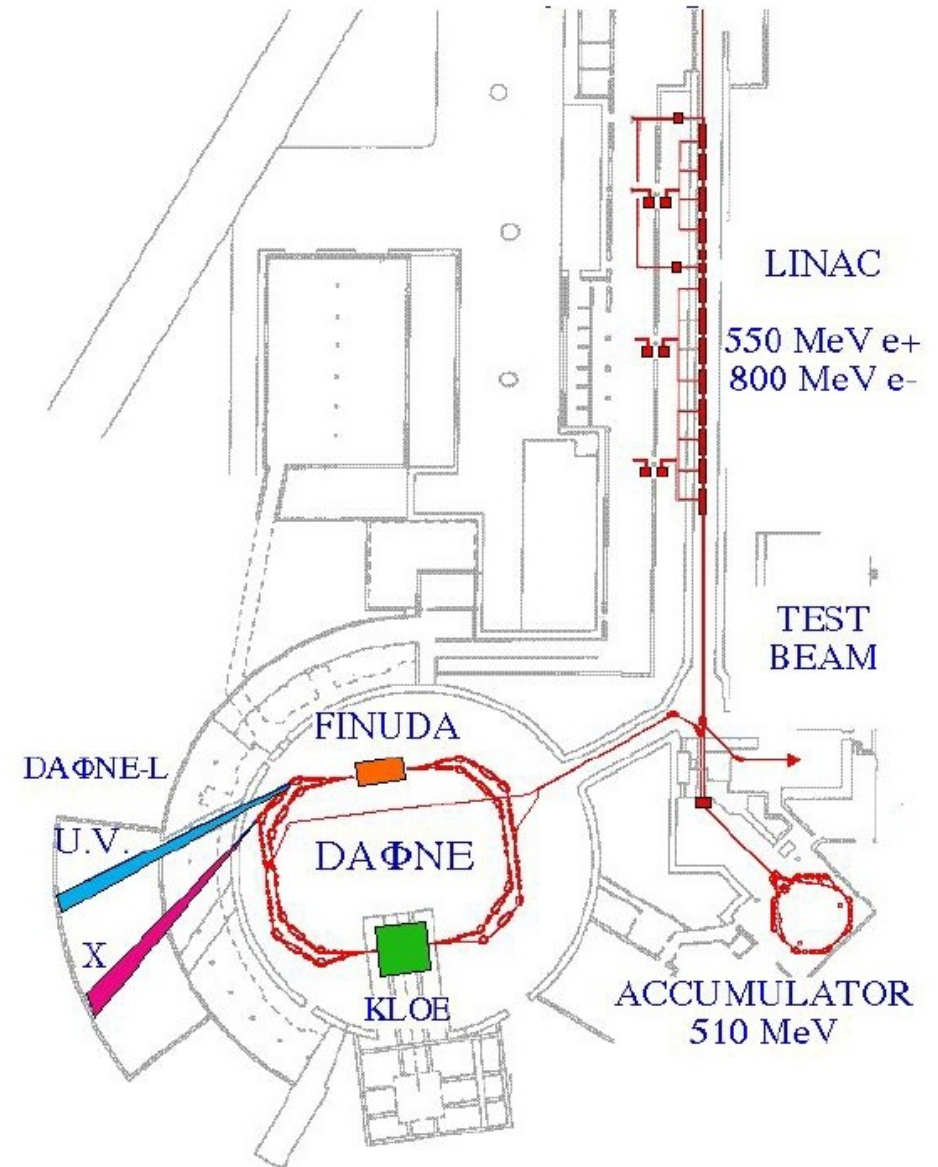 LINAC
550 MeV e+
800 MeV e-
TEST
BEAM
FINUDA
DAΦNE-L
U.V.
DAΦNE
X
KLOE
ACCUMULATOR
510 MeV